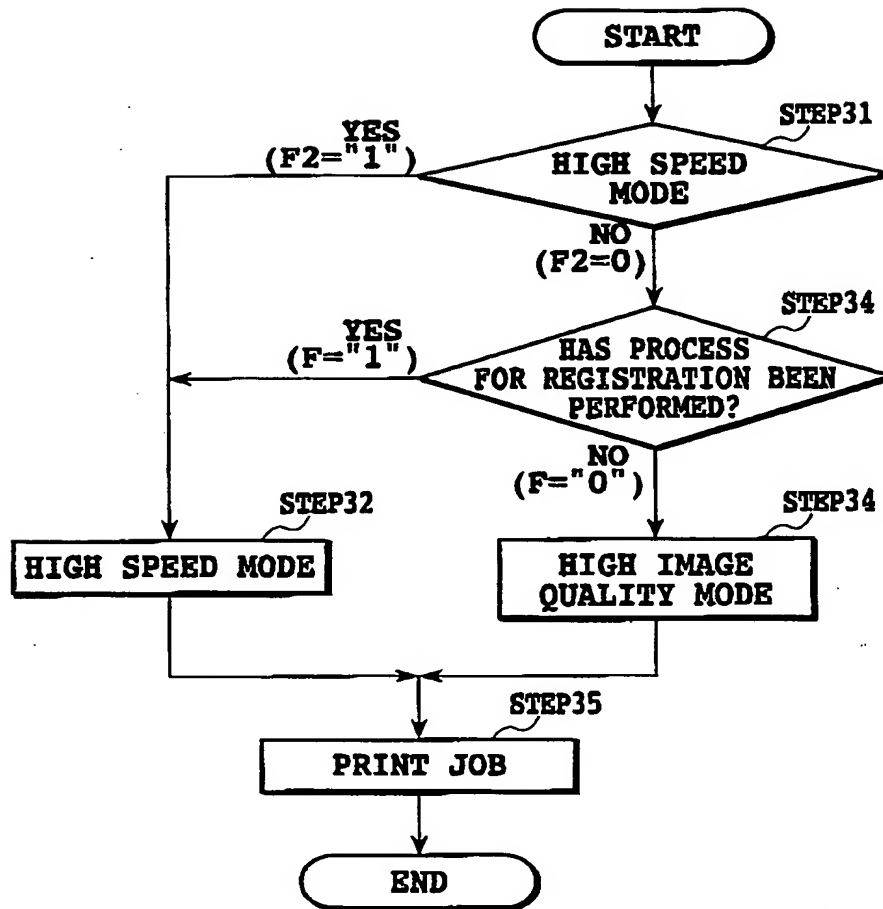 START
STEP31
YES
(F2="1")
HIGH SPEED
MODE
NO
(F2=0)
STEP34
YES
(F="1")
HAS PROCESS
FOR REGISTRATION BEEN
PERFORMED?
NO
(F="0")
STEP32
STEP34
HIGH SPEED MODE
HIGH IMAGE
QUALITY MODE
STEP35
PRINT JOB
END